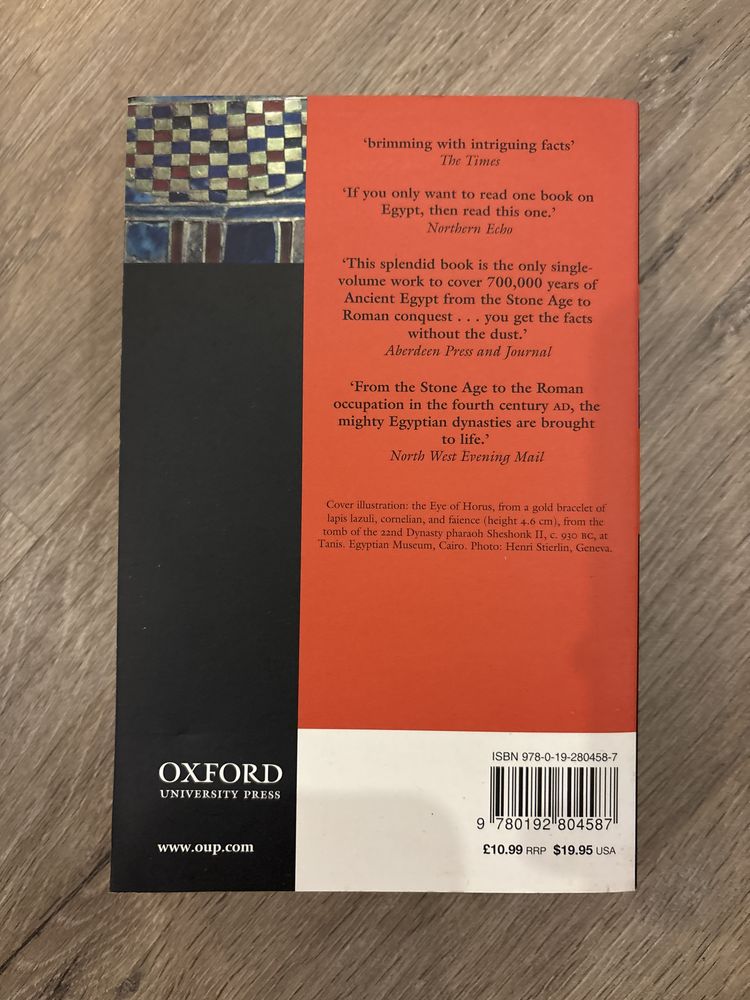 ‘brimming with intriguing facts’
The Times
‘If you only want to read one book on
Egypt, then read this one.’
Northern Echo
‘This splendid book is the only single-
volume work to cover 700,000 years of
Ancient Egypt from the Stone Age to
Roman conquest . . . you get the facts
without the dust.’
Aberdeen Press and Journal
‘From the Stone Age to the Roman
occupation in the fourth century AD, the
mighty Egyptian dynasties are brought
to life.’
North West Evening Mail
Cover illustration: the Eye of Horus, from a gold bracelet of
lapis lazuli, cornelian, and faience (height 4.6 cm), from the
tomb of the 22nd Dynasty pharaoh Sheshonk II, c. 930 BC, at
Tanis. Egyptian Museum, Cairo. Photo: Henri Stierlin, Geneva.
OXFORD
UNIVERSITY PRESS
www.oup.com
ISBN 978-0-19-280458-7
9 780192 804587
£10.99 RRP $19.95 USA